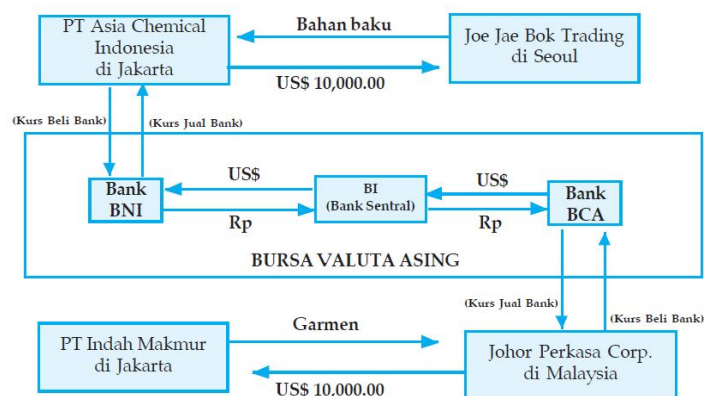 PT Asia Chemical
Indonesia
di Jakarta
Bahan baku
US$ 10,000.00
Joe Jae Bok Trading
di Seoul
(Kurs Beli Bank)
(Kurs Jual Bank)
Bank
BNI
US$
Rp
BI
(Bank Sentral)
US$
Rp
Bank
BCA
BURSA VALUTA ASING
(Kurs Jual Bank)
(Kurs Beli Bank)
PT Indah Makmur
di Jakarta
Garmen
US$ 10,000.00
Johor Perkasa Corp.
di Malaysia